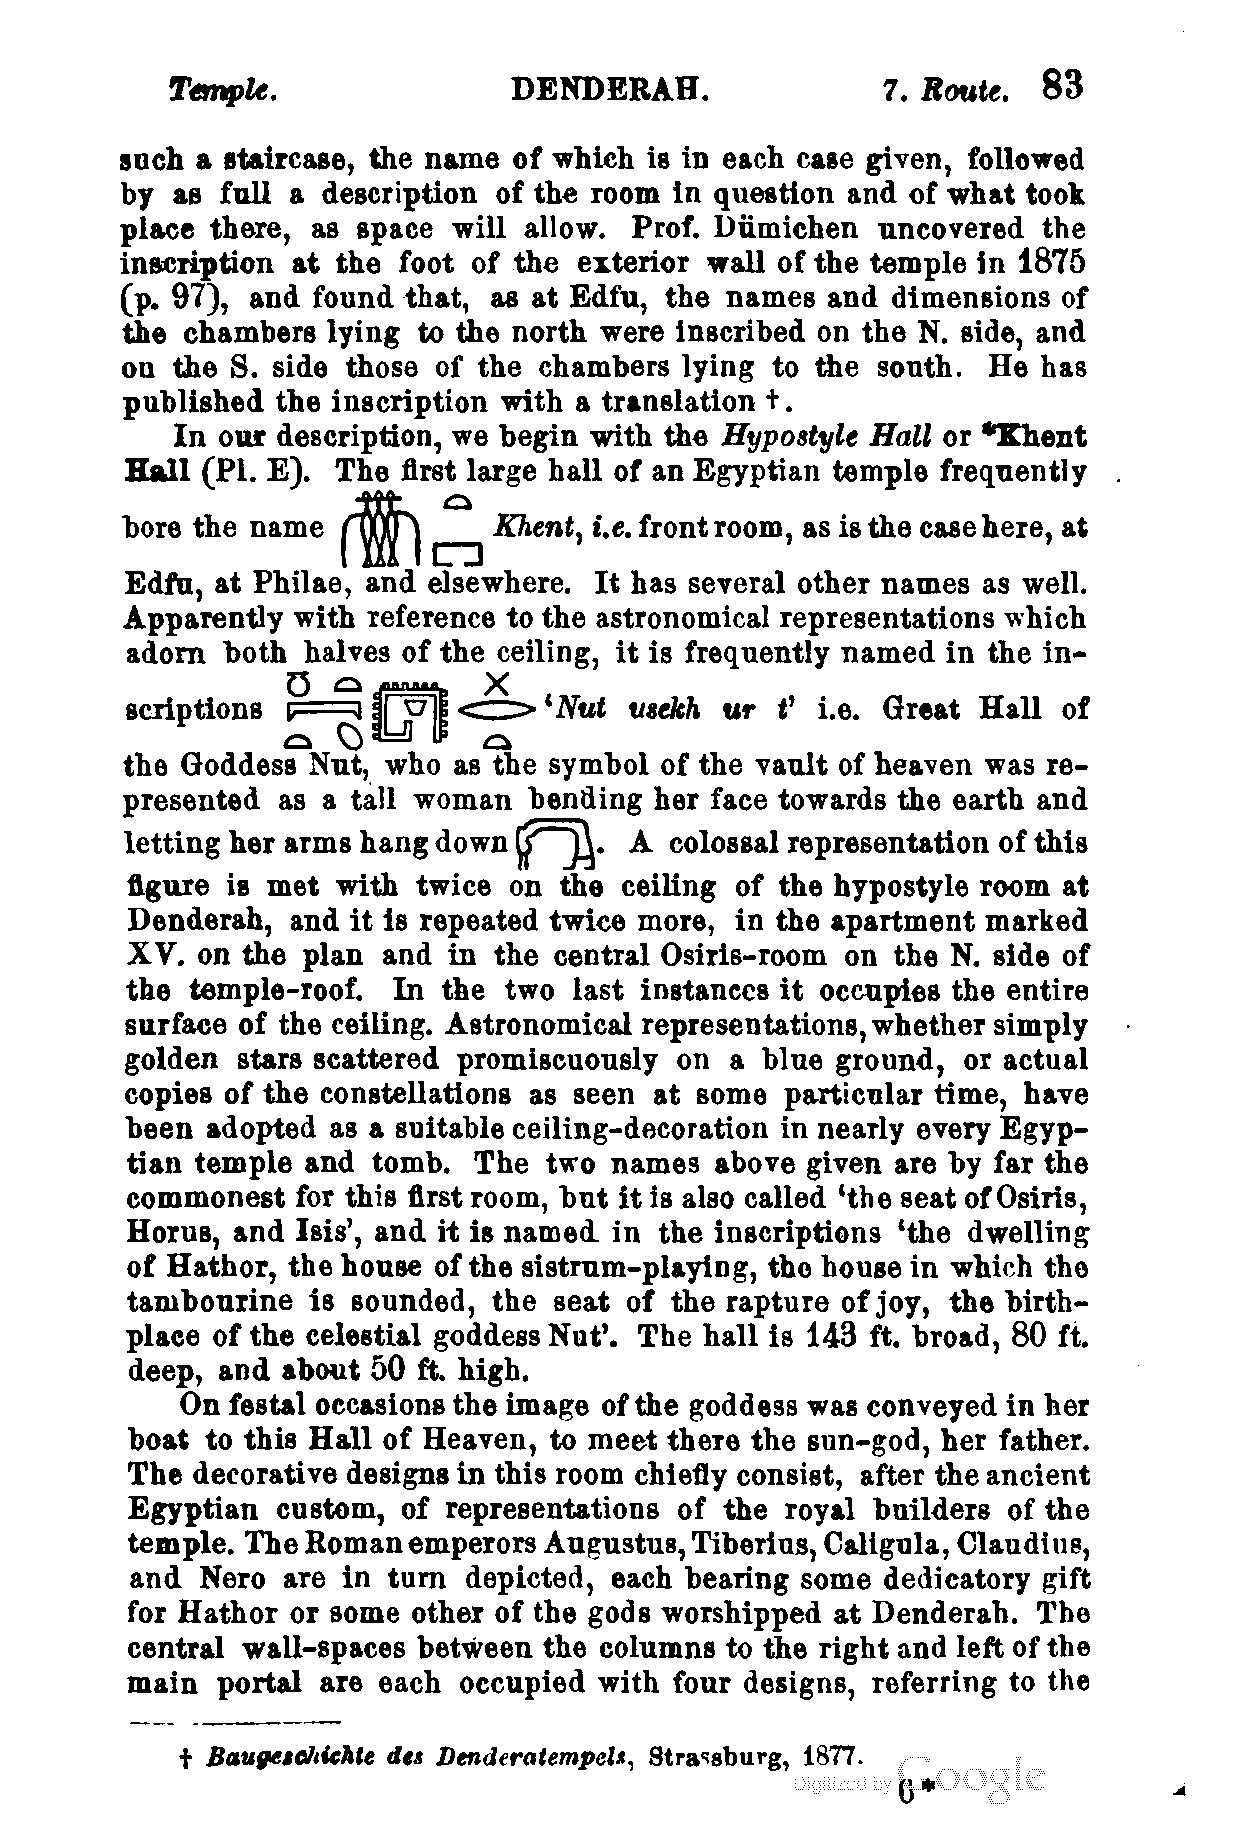 Temple. DENDERAH. 7. Route. 83
such a staircase, the name of which is in each case given, followed
by as full a description of the room in question and of what took
place there, as space will allow. Prof. Dümichen uncovered the
inscription at the foot of the exterior wall of the temple in 1875
(p. 97), and found that, as at Edfu, the names and dimensions of
the chambers lying to the north were inscribed on the N. side, and
on the S. side those of the chambers lying to the south. He has
published the inscription with a translation †.
In our description, we begin with the Hypostyle Hall or *Khent
Hall (Pl. E). The first large hall of an Egyptian temple frequently
bore the name Khent, i.e. front room, as is the case here, at
Edfu, at Philae, and elsewhere. It has several other names as well.
Apparently with reference to the astronomical representations which
adorn both halves of the ceiling, it is frequently named in the in-
scriptions ‘Nut usekh ur t’ i.e. Great Hall of
the Goddess Nut, who as the symbol of the vault of heaven was re-
presented as a tall woman bending her face towards the earth and
letting her arms hang down . A colossal representation of this
figure is met with twice on the ceiling of the hypostyle room at
Denderah, and it is repeated twice more, in the apartment marked
XV. on the plan and in the central Osiris-room on the N. side of
the temple-roof. In the two last instances it occupies the entire
surface of the ceiling. Astronomical representations, whether simply
golden stars scattered promiscuously on a blue ground, or actual
copies of the constellations as seen at some particular time, have
been adopted as a suitable ceiling-decoration in nearly every Egyp-
tian temple and tomb. The two names above given are by far the
commonest for this first room, but it is also called ‘the seat of Osiris,
Horus, and Isis’, and it is named in the inscriptions ‘the dwelling
of Hathor, the house of the sistrum-playing, the house in which the
tambourine is sounded, the seat of the rapture of joy, the birth-
place of the celestial goddess Nut’. The hall is 143 ft. broad, 80 ft.
deep, and about 50 ft. high.
On festal occasions the image of the goddess was conveyed in her
boat to this Hall of Heaven, to meet there the sun-god, her father.
The decorative designs in this room chiefly consist, after the ancient
Egyptian custom, of representations of the royal builders of the
temple. The Roman emperors Augustus, Tiberius, Caligula, Claudius,
and Nero are in turn depicted, each bearing some dedicatory gift
for Hathor or some other of the gods worshipped at Denderah. The
central wall-spaces between the columns to the right and left of the
main portal are each occupied with four designs, referring to the
† Baugeschichte des Denderatempels, Strassburg, 1877.
Digitized by Google
6*